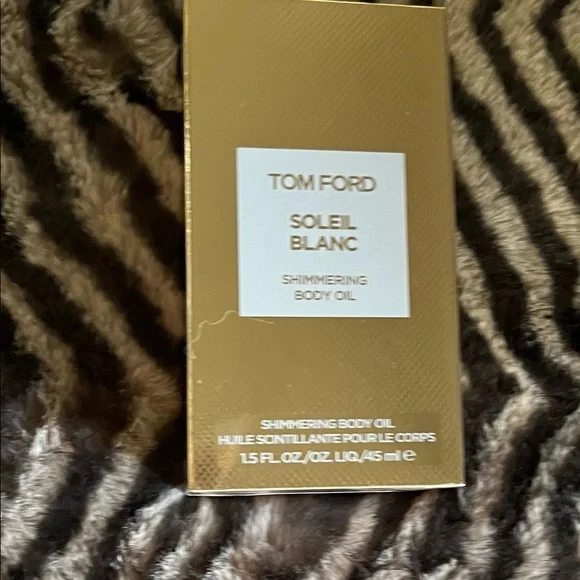 TOM FORD
SOLEIL
BLANC
SHIMMERING
BODY OIL
SHIMMERING BODY OIL
HUILE SCINTILLANTE POUR LE CORPS
1.5 FL. OZ./OZ. LIQ./45 ml ℮